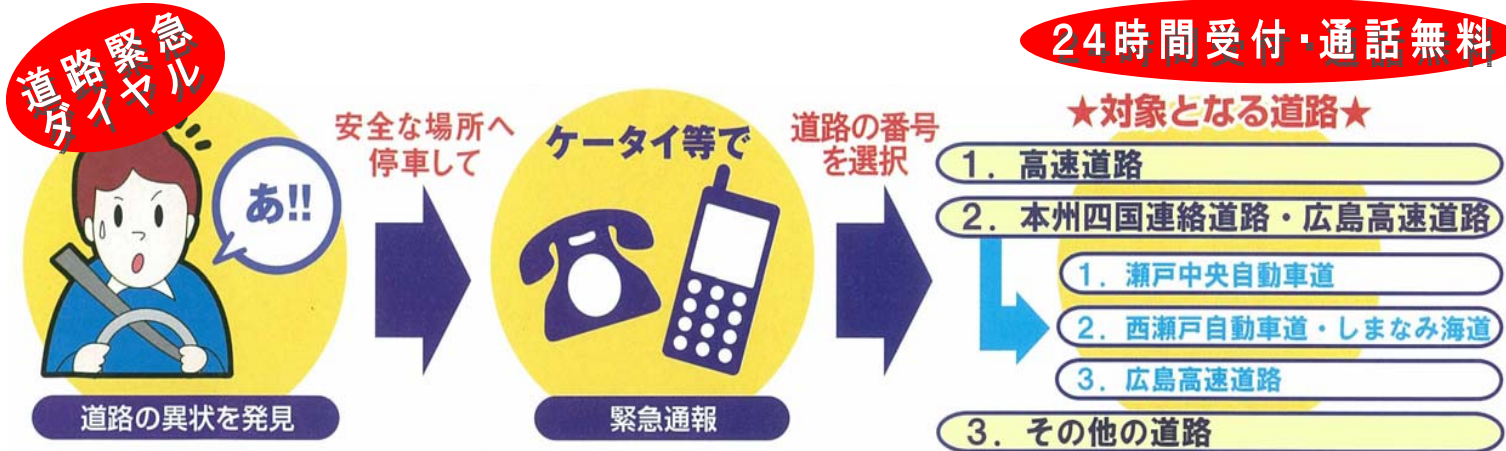 道路緊急
ダイヤル
24時間受付・通話無料
あ!!
道路の異状を発見
安全な場所へ
停車して
ケータイ等で
緊急通報
道路の番号
を選択
★対象となる道路★
1. 高速道路
2. 本州四国連絡道路・広島高速道路
1. 瀬戸中央自動車道
2. 西瀬戸自動車道・しまなみ海道
3. 広島高速道路
3. その他の道路